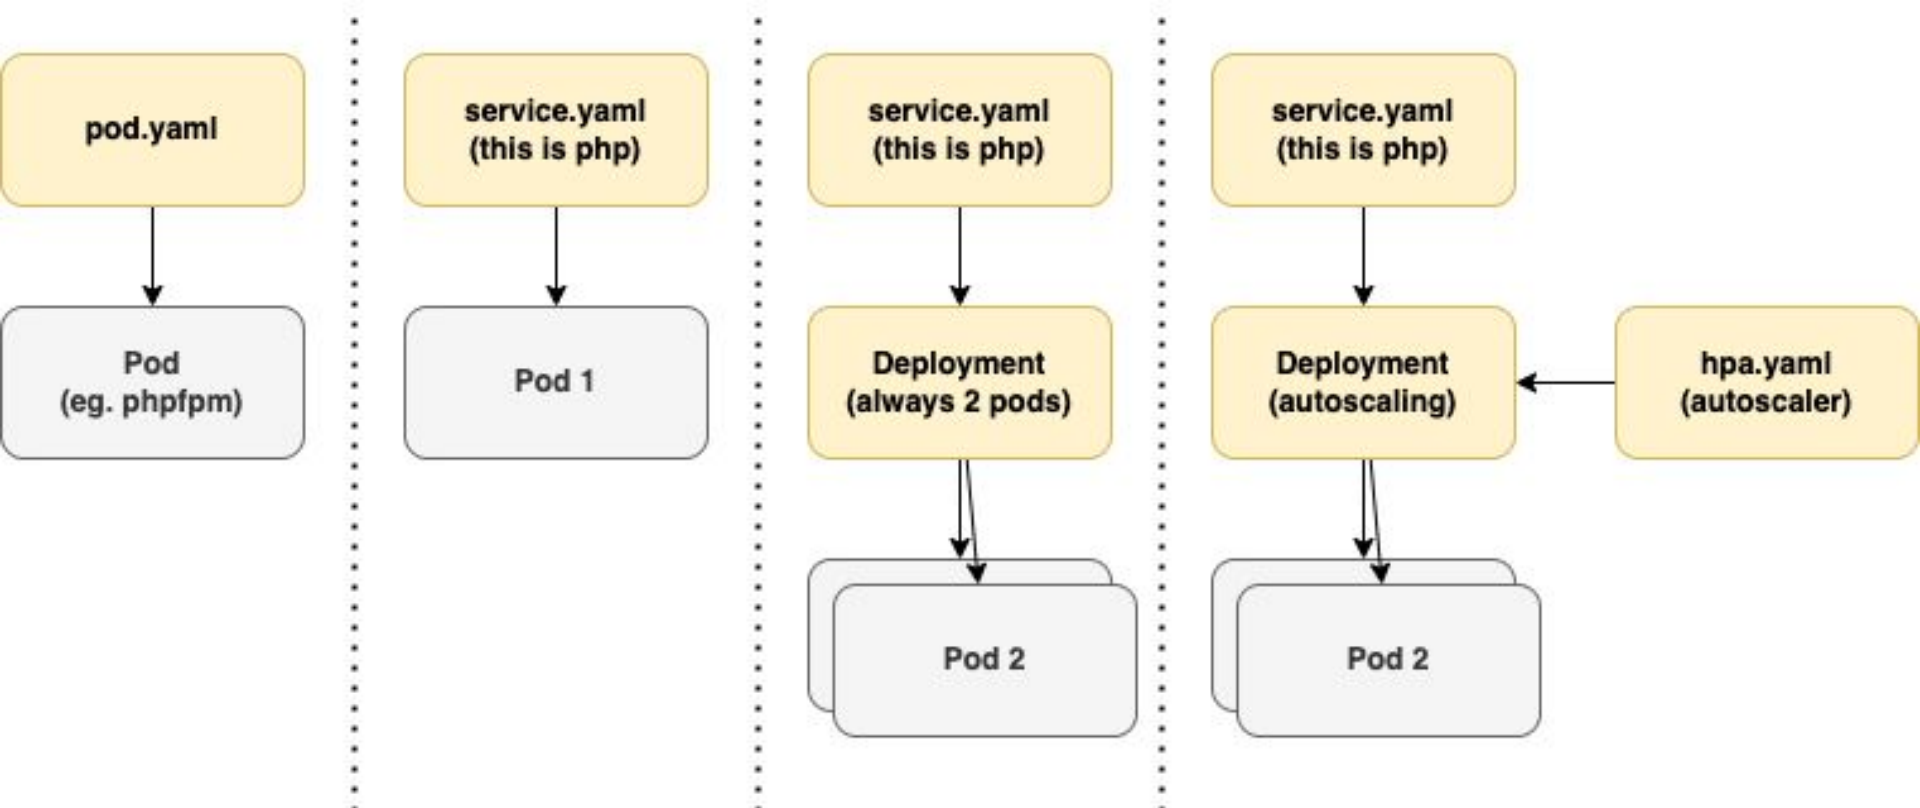 pod.yaml
Pod
(eg. phpfpm)
service.yaml
(this is php)
Pod 1
service.yaml
(this is php)
Deployment
(always 2 pods)
Pod 2
service.yaml
(this is php)
Deployment
(autoscaling)
hpa.yaml
(autoscaler)
Pod 2